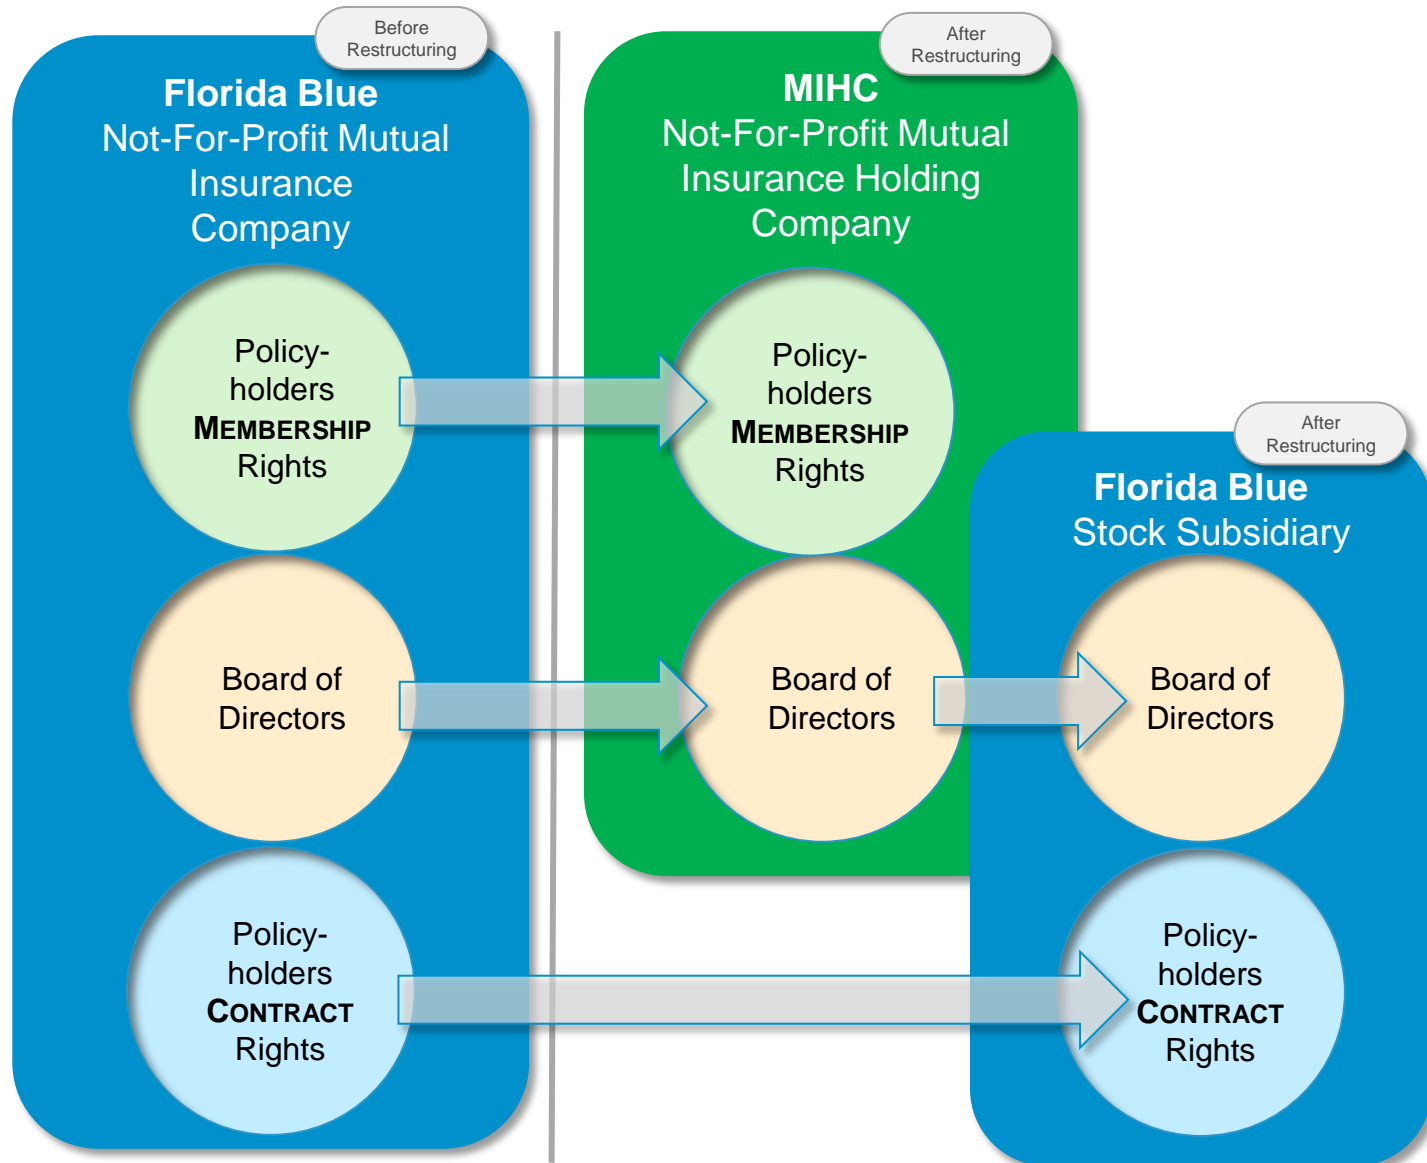 Before
Restructuring
Florida Blue
Not-For-Profit Mutual
Insurance
Company
Policy-
holders
MEMBERSHIP
Rights
Board of
Directors
Policy-
holders
CONTRACT
Rights
After
Restructuring
MIHC
Not-For-Profit Mutual
Insurance Holding
Company
Policy-
holders
MEMBERSHIP
Rights
Board of
Directors
After
Restructuring
Florida Blue
Stock Subsidiary
Board of
Directors
Policy-
holders
CONTRACT
Rights